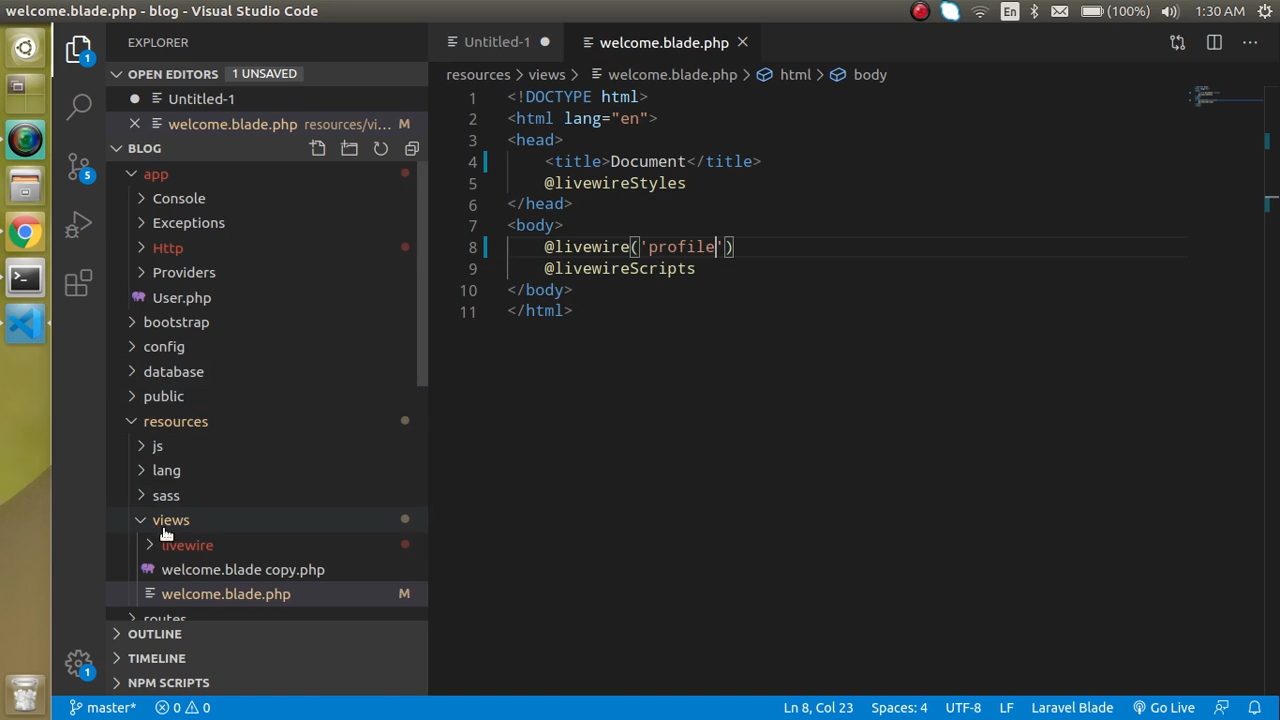 welcome.blade.php - blog - Visual Studio Code
En
(100%)
1:30 AM
EXPLORER
Untitled-1
welcome.blade.php
OPEN EDITORS 1 UNSAVED
resources > views > welcome.blade.php > html > body
Untitled-1
welcome.blade.php resources/vi... M
BLOG
app
Console
Exceptions
Http
Providers
User.php
bootstrap
config
database
public
resources
js
lang
sass
views
livewire
welcome.blade copy.php
welcome.blade.php M
routes
OUTLINE
TIMELINE
NPM SCRIPTS
1
5
1
1 <!DOCTYPE html>
2 <html lang="en">
3 <head>
4 <title>Document</title>
5 @livewireStyles
6 </head>
7 <body>
8 @livewire('profile')
9 @livewireScripts
10 </body>
11 </html>
master* 0 0
Ln 8, Col 23 Spaces: 4 UTF-8 LF Laravel Blade Go Live